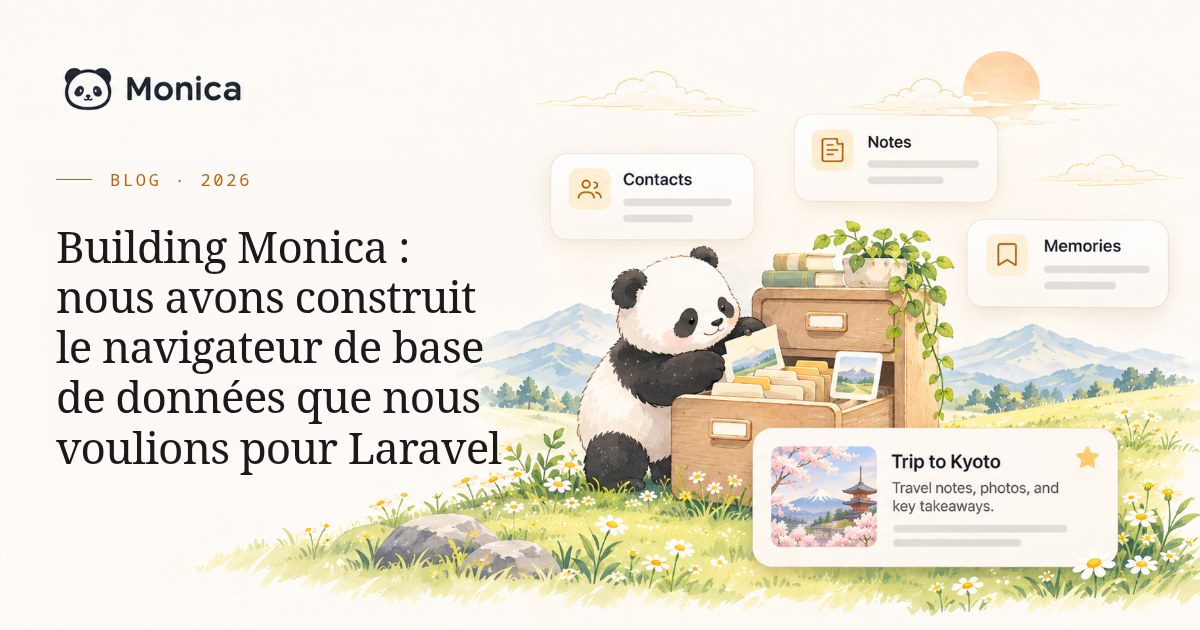 Monica
BLOG · 2026
Building Monica :
nous avons construit
le navigateur de base
de données que nous
voulions pour Laravel
Contacts
Notes
Memories
Trip to Kyoto
Travel notes, photos, and
key takeaways.